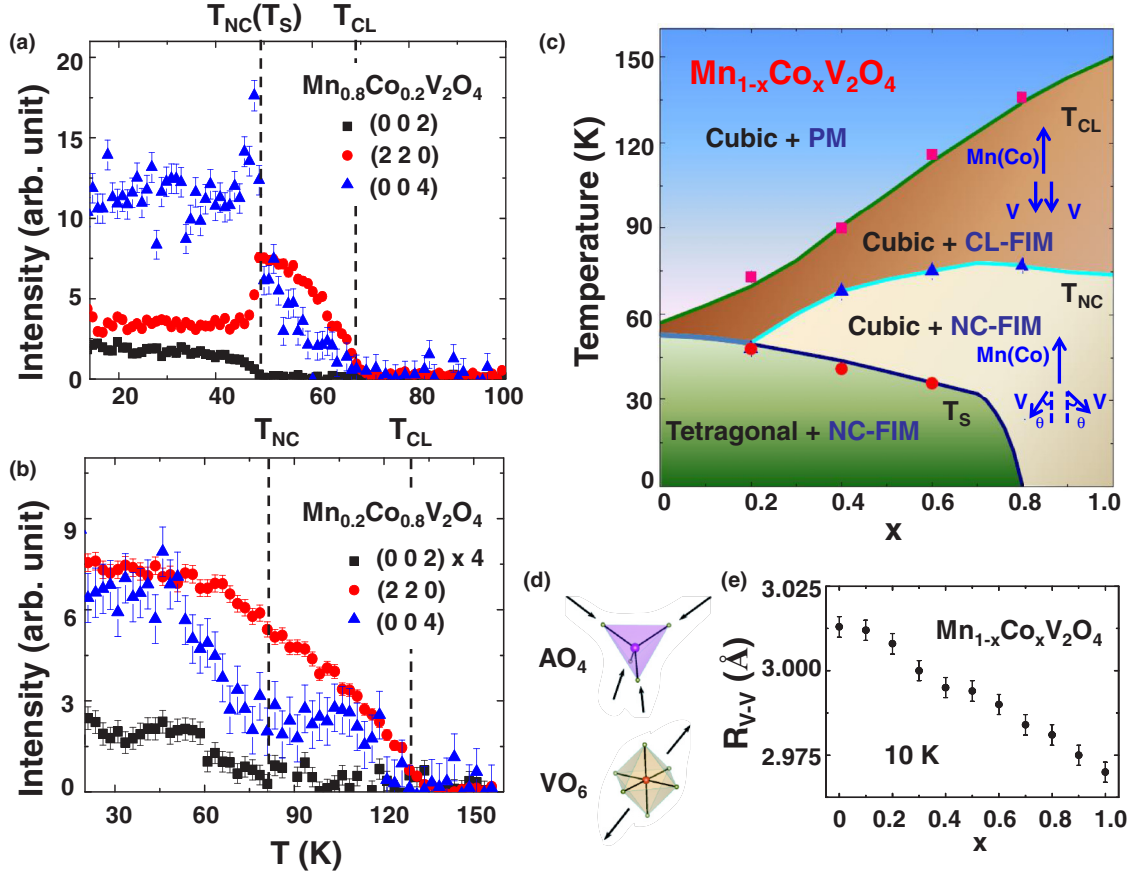 T_NC(T_S) T_CL
(a)
Intensity (arb. unit)
20
15
10
5
0
Mn0.8Co0.2V2O4
(0 0 2)
(2 2 0)
(0 0 4)
20 40 60 80 100
T_NC T_CL
(b)
Intensity (arb. unit)
9
6
3
0
Mn0.2Co0.8V2O4
(0 0 2) x 4
(2 2 0)
(0 0 4)
30 60 90 120 150
T (K)
(c)
Temperature (K)
150
120
90
60
30
0
Mn1-xCoxV2O4
Cubic + PM
T_CL
Mn(Co)
V V
Cubic + CL-FIM
T_NC
Cubic + NC-FIM
Mn(Co)
V V
θ θ
T_S
Tetragonal + NC-FIM
0.0 0.2 0.4 0.6 0.8 1.0
x
(d)
AO4
VO6
(e)
R_V-V (Å)
3.025
3.000
2.975
Mn1-xCoxV2O4
10 K
0.0 0.2 0.4 0.6 0.8 1.0
x